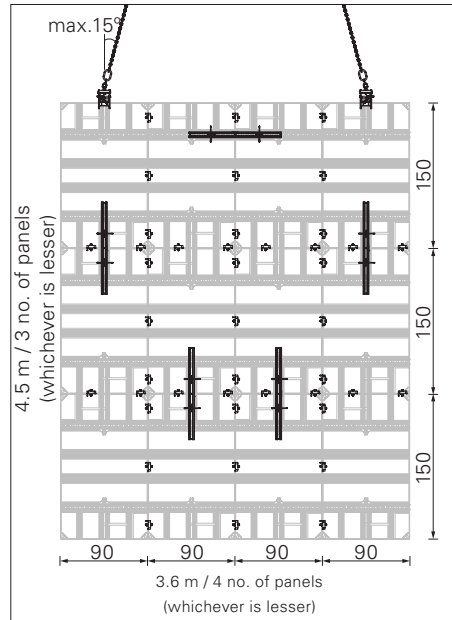 max.15°
150
4.5 m / 3 no. of panels
(whichever is lesser)
150
150
90 90 90 90
3.6 m / 4 no. of panels
(whichever is lesser)